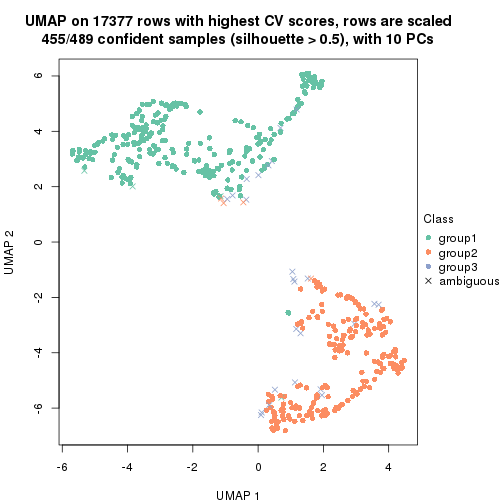 UMAP on 17377 rows with highest CV scores, rows are scaled
455/489 confident samples (silhouette > 0.5), with 10 PCs
6
4
2
0
-2
-4
-6
UMAP 2
-6
-4
-2
0
2
4
UMAP 1
Class
group1
group2
group3
ambiguous